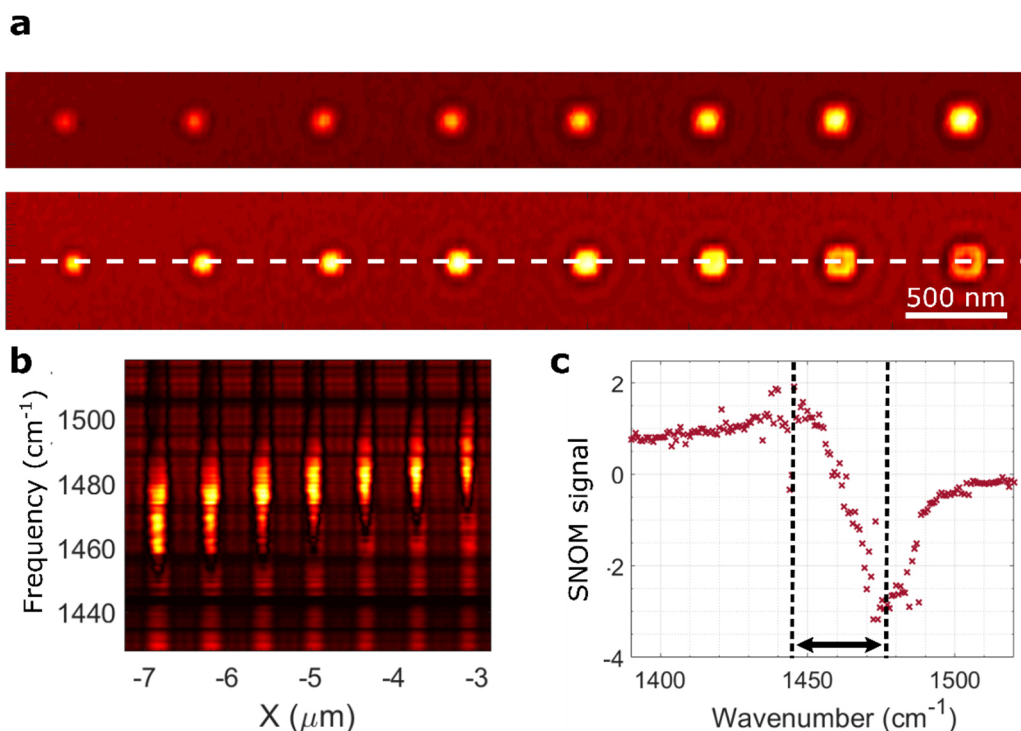 a
500 nm
b
Frequency (cm⁻¹)
1500
1480
1460
1440
-7 -6 -5 -4 -3
X (μm)
c
SNOM signal
2
0
-2
-4
1400 1450 1500
Wavenumber (cm⁻¹)